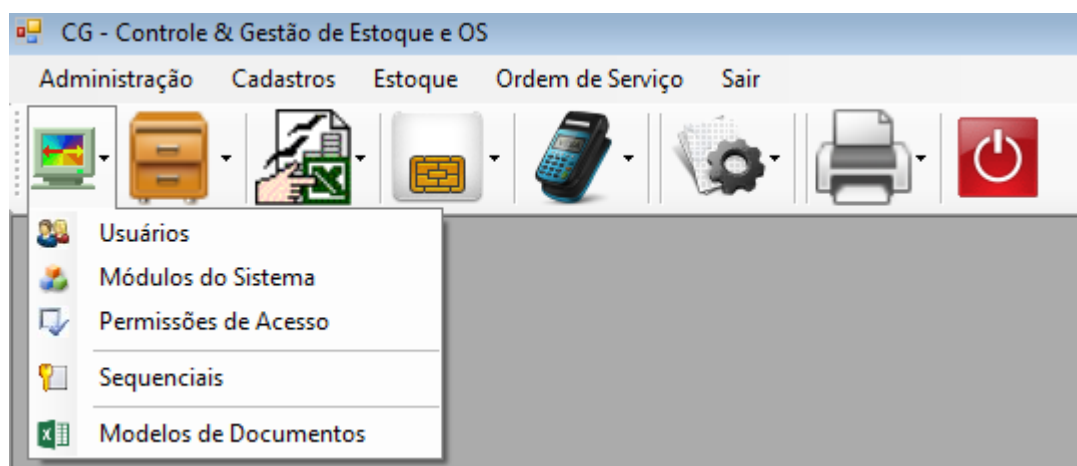 CG - Controle & Gestão de Estoque e OS
Administração Cadastros Estoque Ordem de Serviço Sair
Usuários
Módulos do Sistema
Permissões de Acesso
Sequenciais
Modelos de Documentos